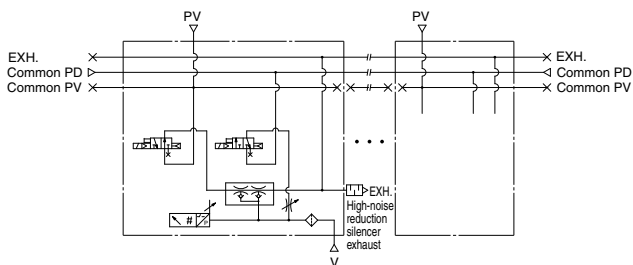 PV
PV
EXH.
EXH.
Common PD
Common PD
Common PV
Common PV
EXH.
High-noise
reduction
silencer
exhaust
#
V